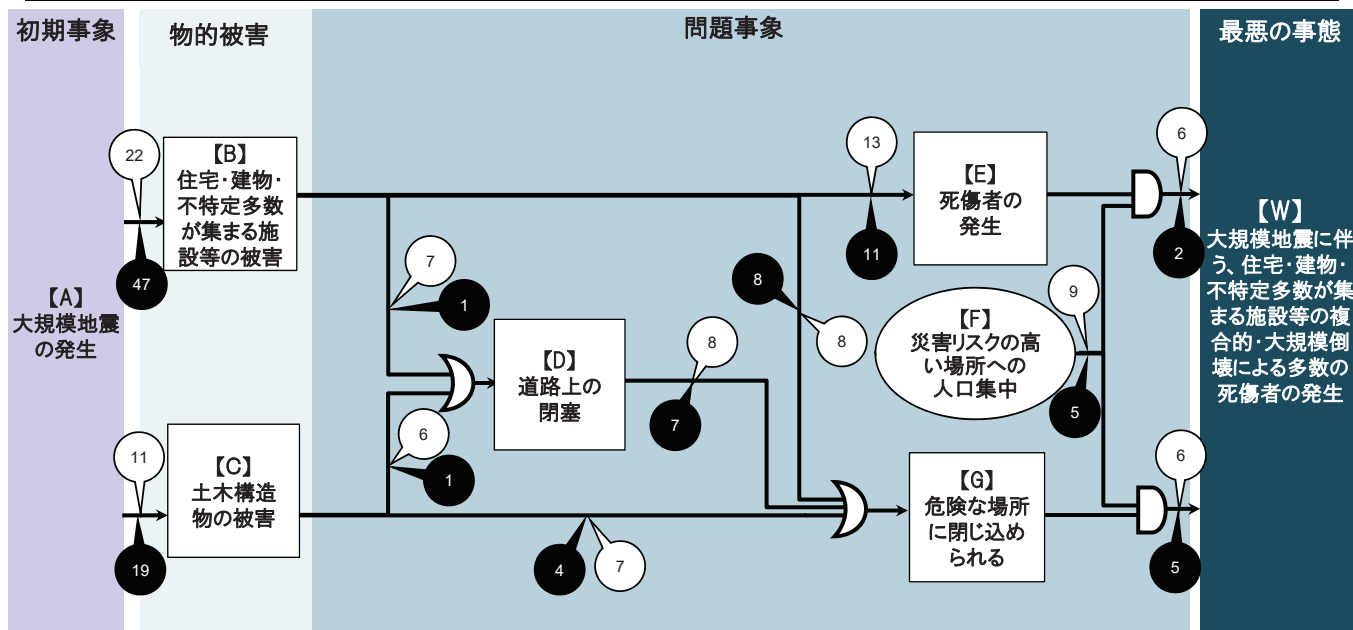 初期事象
物的被害
問題事象
最悪の事態
【A】
大規模地震
の発生
22
47
【B】
住宅・建物・
不特定多数
が集まる施
設等の被害
11
19
【C】
土木構造
物の被害
7
1
6
1
【D】
道路上の
閉塞
8
7
4
7
8
8
13
11
【E】
死傷者の
発生
【F】
災害リスクの高
い場所への
人口集中
9
5
【G】
危険な場所
に閉じ込め
られる
6
2
6
5
【W】
大規模地震に伴
う、住宅・建物・
不特定多数が集
まる施設等の複
合的・大規模倒
壊による多数の
死傷者の発生